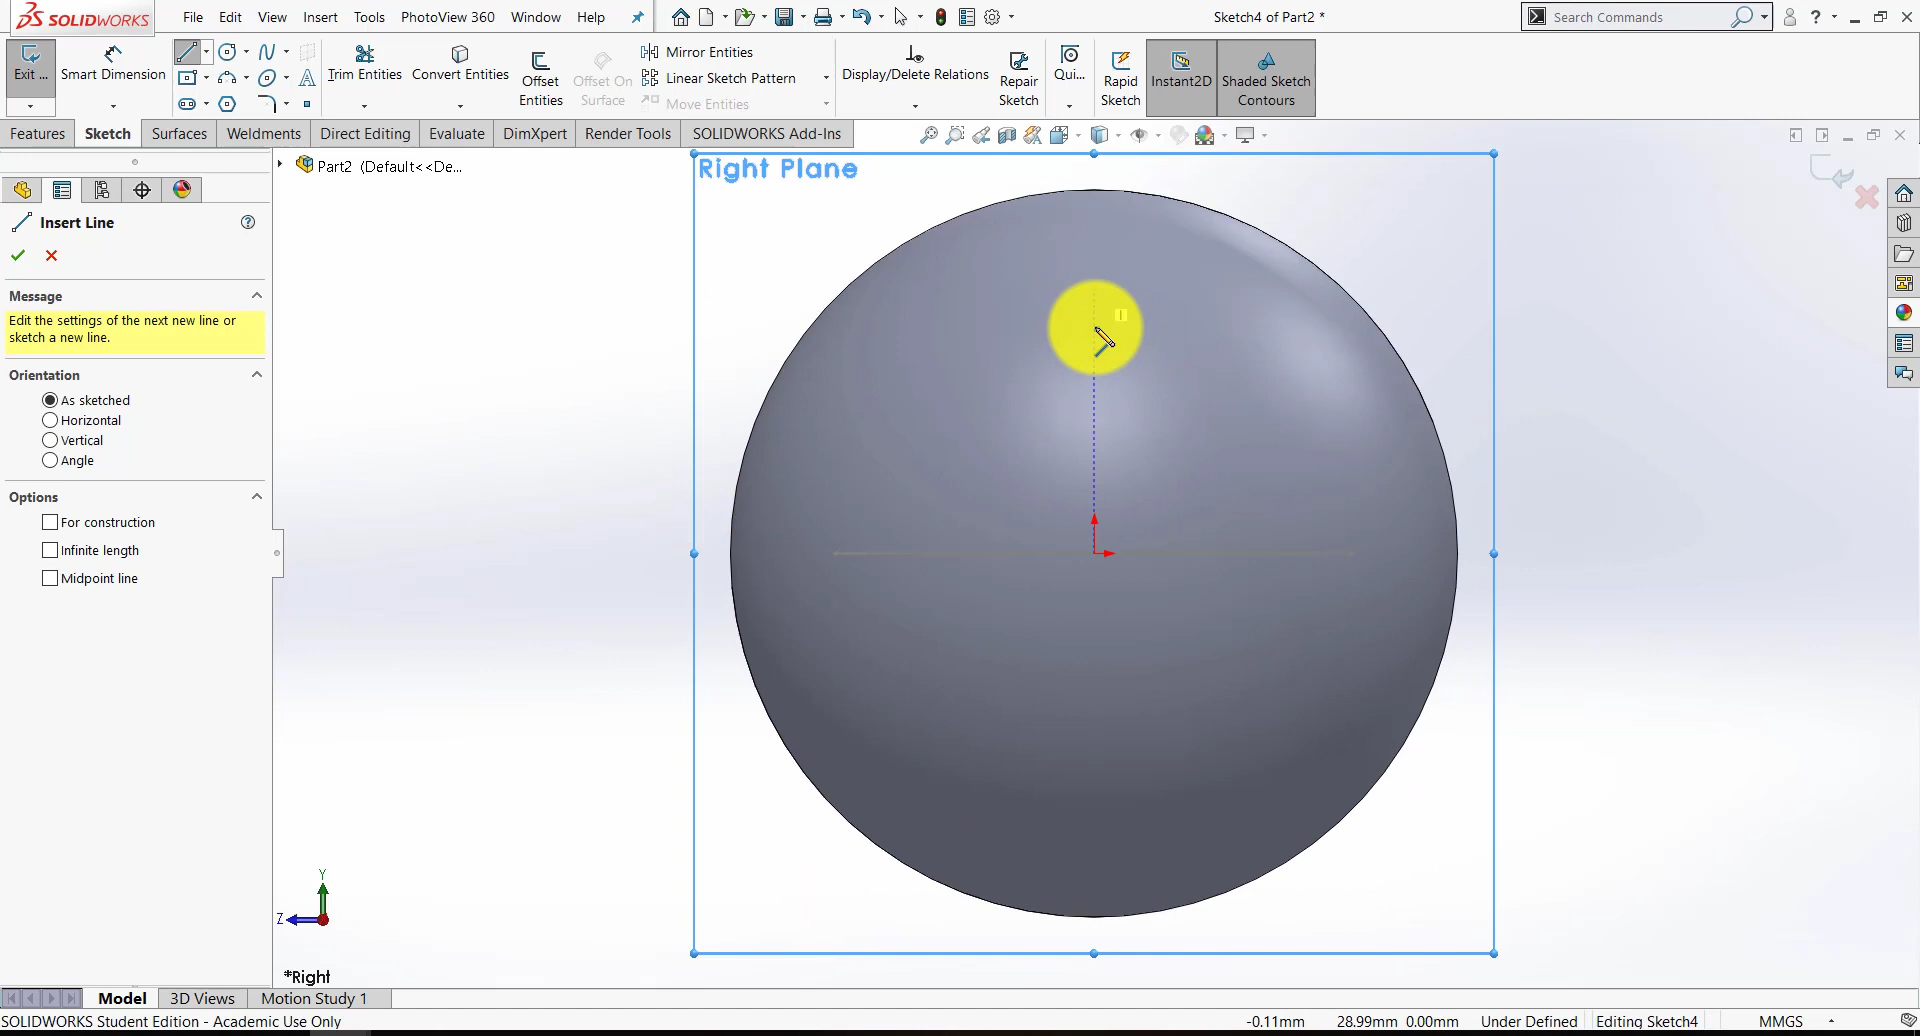 SOLIDWORKS
File Edit View Insert Tools PhotoView 360 Window Help
Sketch4 of Part2 *
Search Commands
?
Exit ...
Smart Dimension
Trim Entities
Convert Entities
Offset Entities
Offset On Surface
Mirror Entities
Linear Sketch Pattern
Move Entities
Display/Delete Relations
Repair Sketch
Qui...
Rapid Sketch
Instant2D
Shaded Sketch Contours
Features Sketch Surfaces Weldments Direct Editing Evaluate DimXpert Render Tools SOLIDWORKS Add-Ins
Part2 (Default<<De...
Right Plane
Insert Line
?
Message
Edit the settings of the next new line or
sketch a new line.
Orientation
As sketched
Horizontal
Vertical
Angle
Options
For construction
Infinite length
Midpoint line
Y
Z
*Right
Model 3D Views Motion Study 1
SOLIDWORKS Student Edition - Academic Use Only
-0.11mm 28.99mm 0.00mm Under Defined Editing Sketch4 MMGS